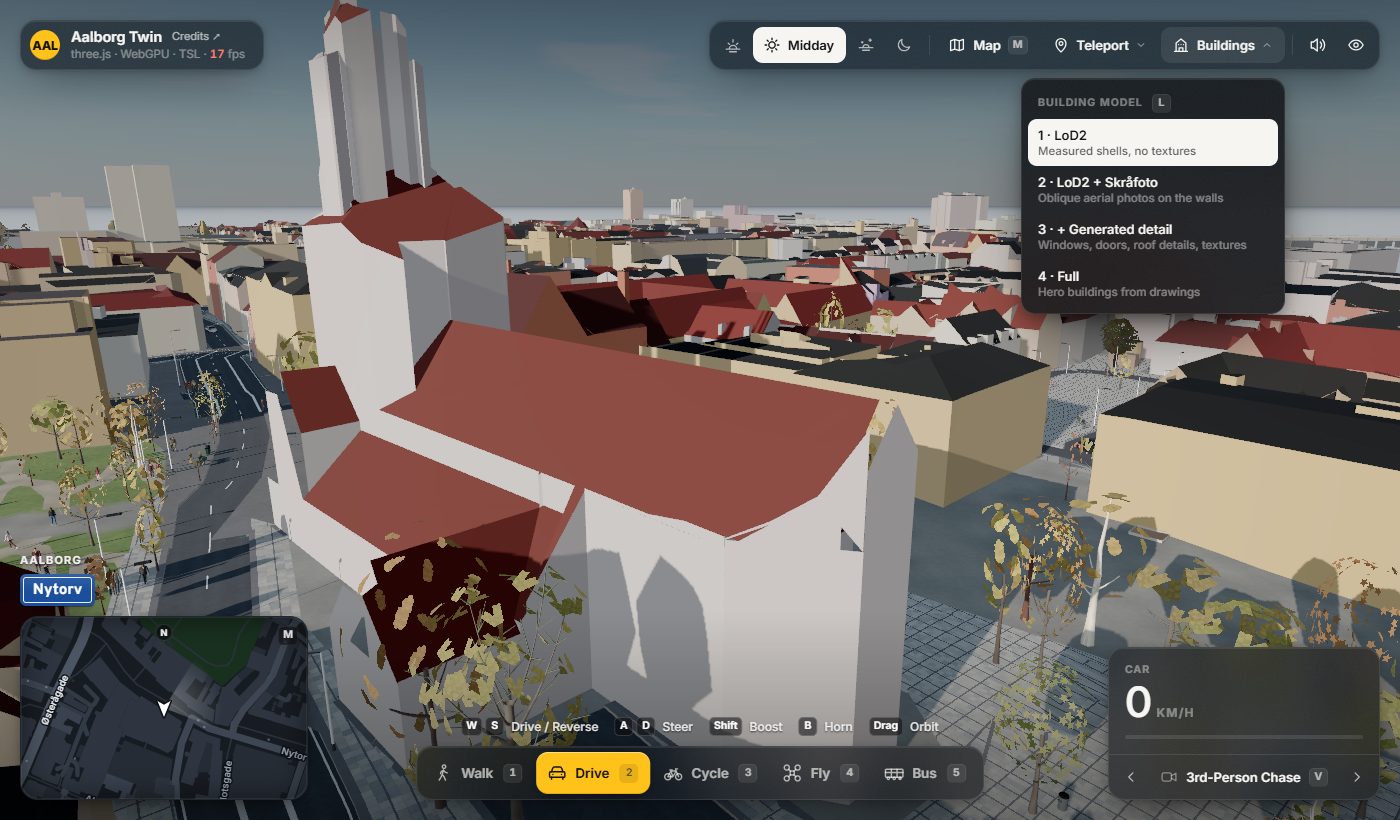 AAL
Aalborg Twin Credits ↗
three.js · WebGPU · TSL · 17 fps
Midday
Map M
Teleport
Buildings
BUILDING MODEL L
1 · LoD2
Measured shells, no textures
2 · LoD2 + Skråfoto
Oblique aerial photos on the walls
3 · + Generated detail
Windows, doors, roof details, textures
4 · Full
Hero buildings from drawings
AALBORG
Nytorv
N
M
Østerågade
Nytor
W S Drive / Reverse A D Steer Shift Boost B Horn Drag Orbit
Walk 1 Drive 2 Cycle 3 Fly 4 Bus 5
CAR
0 KM/H
3rd-Person Chase V